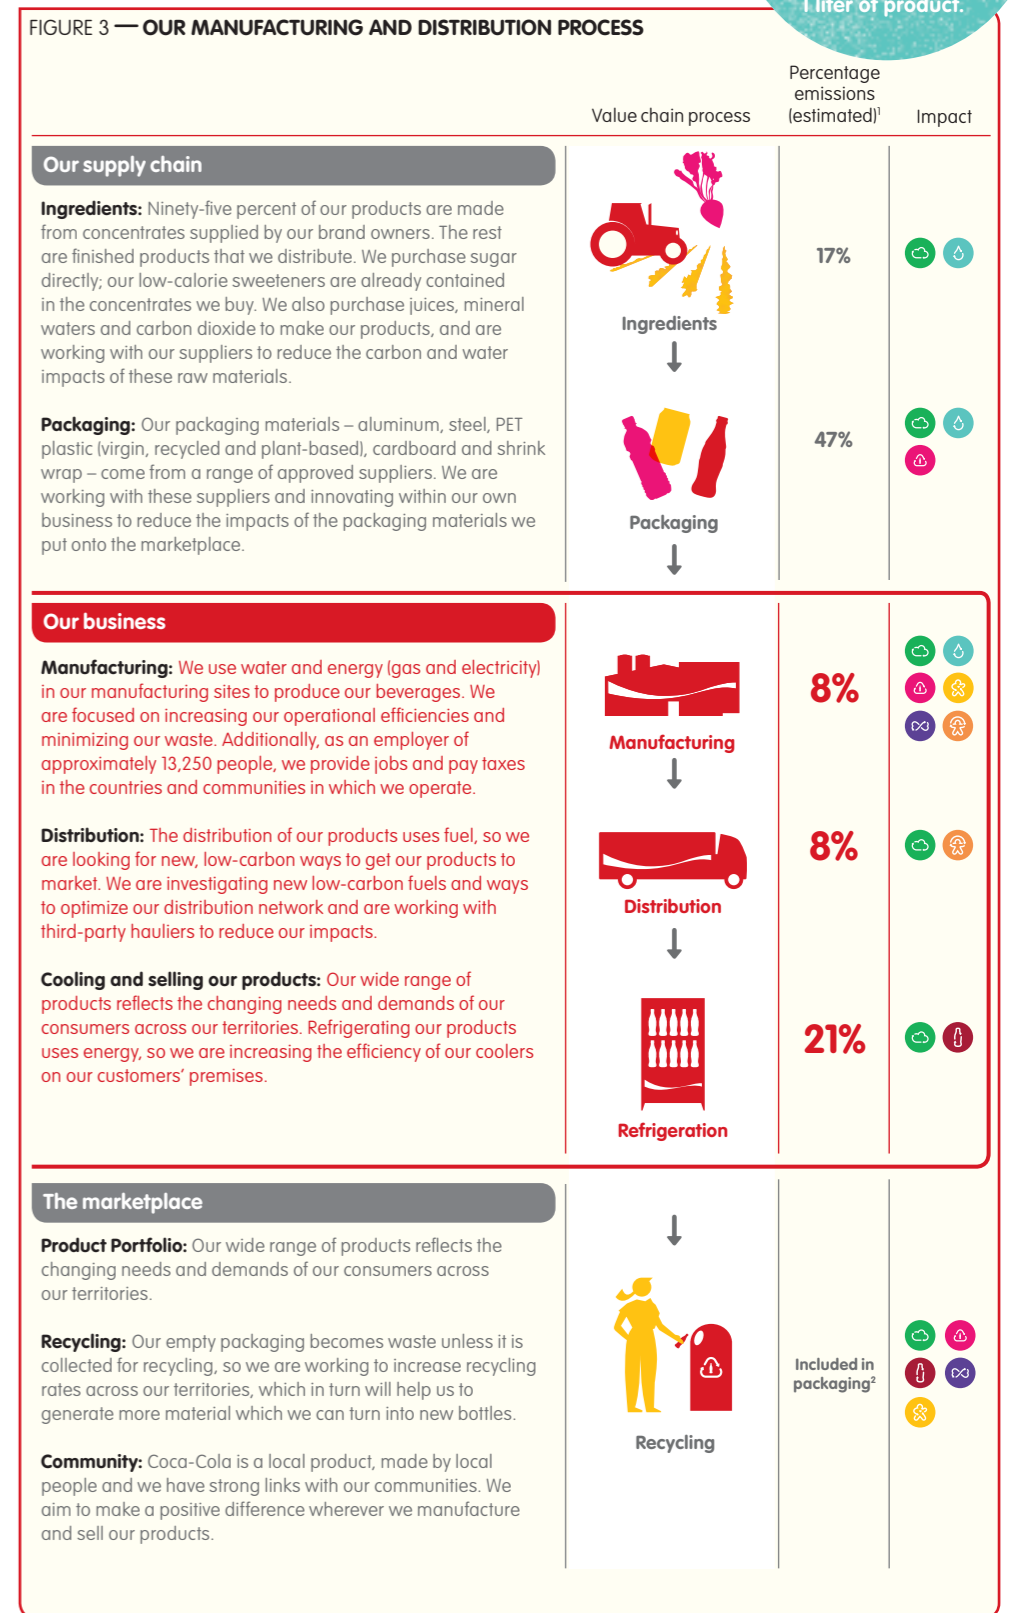 1 liter of product.
FIGURE 3 — OUR MANUFACTURING AND DISTRIBUTION PROCESS
Value chain process
Percentage
emissions
(estimated)¹
Impact
Our supply chain
Ingredients: Ninety-five percent of our products are made
from concentrates supplied by our brand owners. The rest
are finished products that we distribute. We purchase sugar
directly; our low-calorie sweeteners are already contained
in the concentrates we buy. We also purchase juices, mineral
waters and carbon dioxide to make our products, and are
working with our suppliers to reduce the carbon and water
impacts of these raw materials.
Ingredients
17%
Packaging: Our packaging materials – aluminum, steel, PET
plastic (virgin, recycled and plant-based), cardboard and shrink
wrap – come from a range of approved suppliers. We are
working with these suppliers and innovating within our own
business to reduce the impacts of the packaging materials we
put onto the marketplace.
Packaging
47%
Our business
Manufacturing: We use water and energy (gas and electricity)
in our manufacturing sites to produce our beverages. We
are focused on increasing our operational efficiencies and
minimizing our waste. Additionally, as an employer of
approximately 13,250 people, we provide jobs and pay taxes
in the countries and communities in which we operate.
Manufacturing
8%
Distribution: The distribution of our products uses fuel, so we
are looking for new, low-carbon ways to get our products to
market. We are investigating new low-carbon fuels and ways
to optimize our distribution network and are working with
third-party hauliers to reduce our impacts.
Distribution
8%
Cooling and selling our products: Our wide range of
products reflects the changing needs and demands of our
consumers across our territories. Refrigerating our products
uses energy, so we are increasing the efficiency of our coolers
on our customers’ premises.
Refrigeration
21%
The marketplace
Product Portfolio: Our wide range of products reflects the
changing needs and demands of our consumers across
our territories.
Recycling: Our empty packaging becomes waste unless it is
collected for recycling, so we are working to increase recycling
rates across our territories, which in turn will help us to
generate more material which we can turn into new bottles.
Community: Coca-Cola is a local product, made by local
people and we have strong links with our communities. We
aim to make a positive difference wherever we manufacture
and sell our products.
Recycling
Included in
packaging²